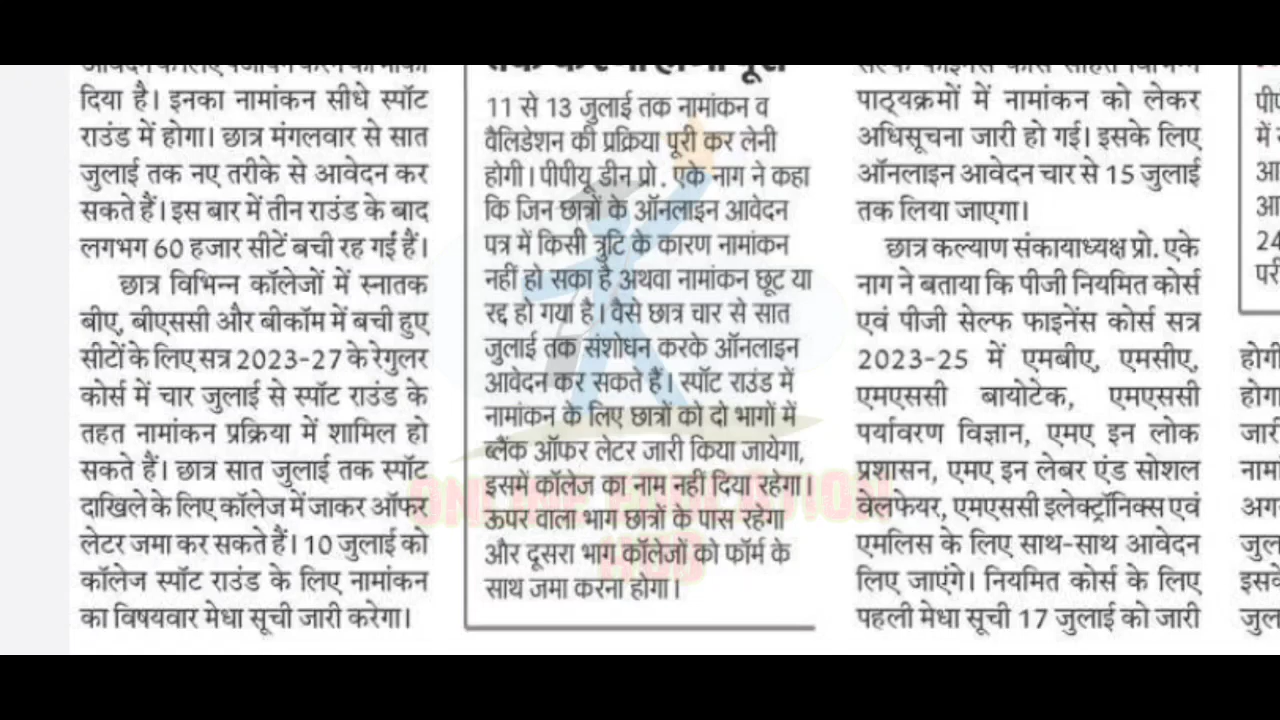 दिया है। इनका नामांकन सीधे स्पॉट
राउंड में होगा। छात्र मंगलवार से सात
जुलाई तक नए तरीके से आवेदन कर
सकते हैं। इस बार में तीन राउंड के बाद
लगभग 60 हजार सीटें बची रह गईं हैं।
छात्र विभिन्न कॉलेजों में स्नातक
बीए, बीएससी और बीकॉम में बची हुए
सीटों के लिए सत्र 2023-27 के रेगुलर
कोर्स में चार जुलाई से स्पॉट राउंड के
तहत नामांकन प्रक्रिया में शामिल हो
सकते हैं। छात्र सात जुलाई तक स्पॉट
दाखिले के लिए कॉलेज में जाकर ऑफर
लेटर जमा कर सकते हैं। 10 जुलाई को
कॉलेज स्पॉट राउंड के लिए नामांकन
का विषयवार मेधा सूची जारी करेगा।
11 से 13 जुलाई तक नामांकन व
वैलिडेशन की प्रक्रिया पूरी कर लेनी
होगी। पीपीयू डीन प्रो. एके नाग ने कहा
कि जिन छात्रों के ऑनलाइन आवेदन
पत्र में किसी त्रुटि के कारण नामांकन
नहीं हो सका है अथवा नामांकन छूट या
रद्द हो गया है। वैसे छात्र चार से सात
जुलाई तक संशोधन करके ऑनलाइन
आवेदन कर सकते हैं। स्पॉट राउंड में
नामांकन के लिए छात्रों को दो भागों में
ब्लैंक ऑफर लेटर जारी किया जायेगा,
इसमें कॉलेज का नाम नहीं दिया रहेगा।
ऊपर वाला भाग छात्रों के पास रहेगा
और दूसरा भाग कॉलेजों को फॉर्म के
साथ जमा करना होगा।
पाठ्यक्रमों में नामांकन को लेकर
अधिसूचना जारी हो गई। इसके लिए
ऑनलाइन आवेदन चार से 15 जुलाई
तक लिया जाएगा।
छात्र कल्याण संकायाध्यक्ष प्रो. एके
नाग ने बताया कि पीजी नियमित कोर्स
एवं पीजी सेल्फ फाइनेंस कोर्स सत्र
2023-25 में एमबीए, एमसीए,
एमएससी बायोटेक, एमएससी
पर्यावरण विज्ञान, एमए इन लोक
प्रशासन, एमए इन लेबर एंड सोशल
वेलफेयर, एमएससी इलेक्ट्रॉनिक्स एवं
एमलिस के लिए साथ-साथ आवेदन
लिए जाएंगे। नियमित कोर्स के लिए
पहली मेधा सूची 17 जुलाई को जारी
में
24
होगी
होगा
जारी
ONLINE EDUCATION
HUB